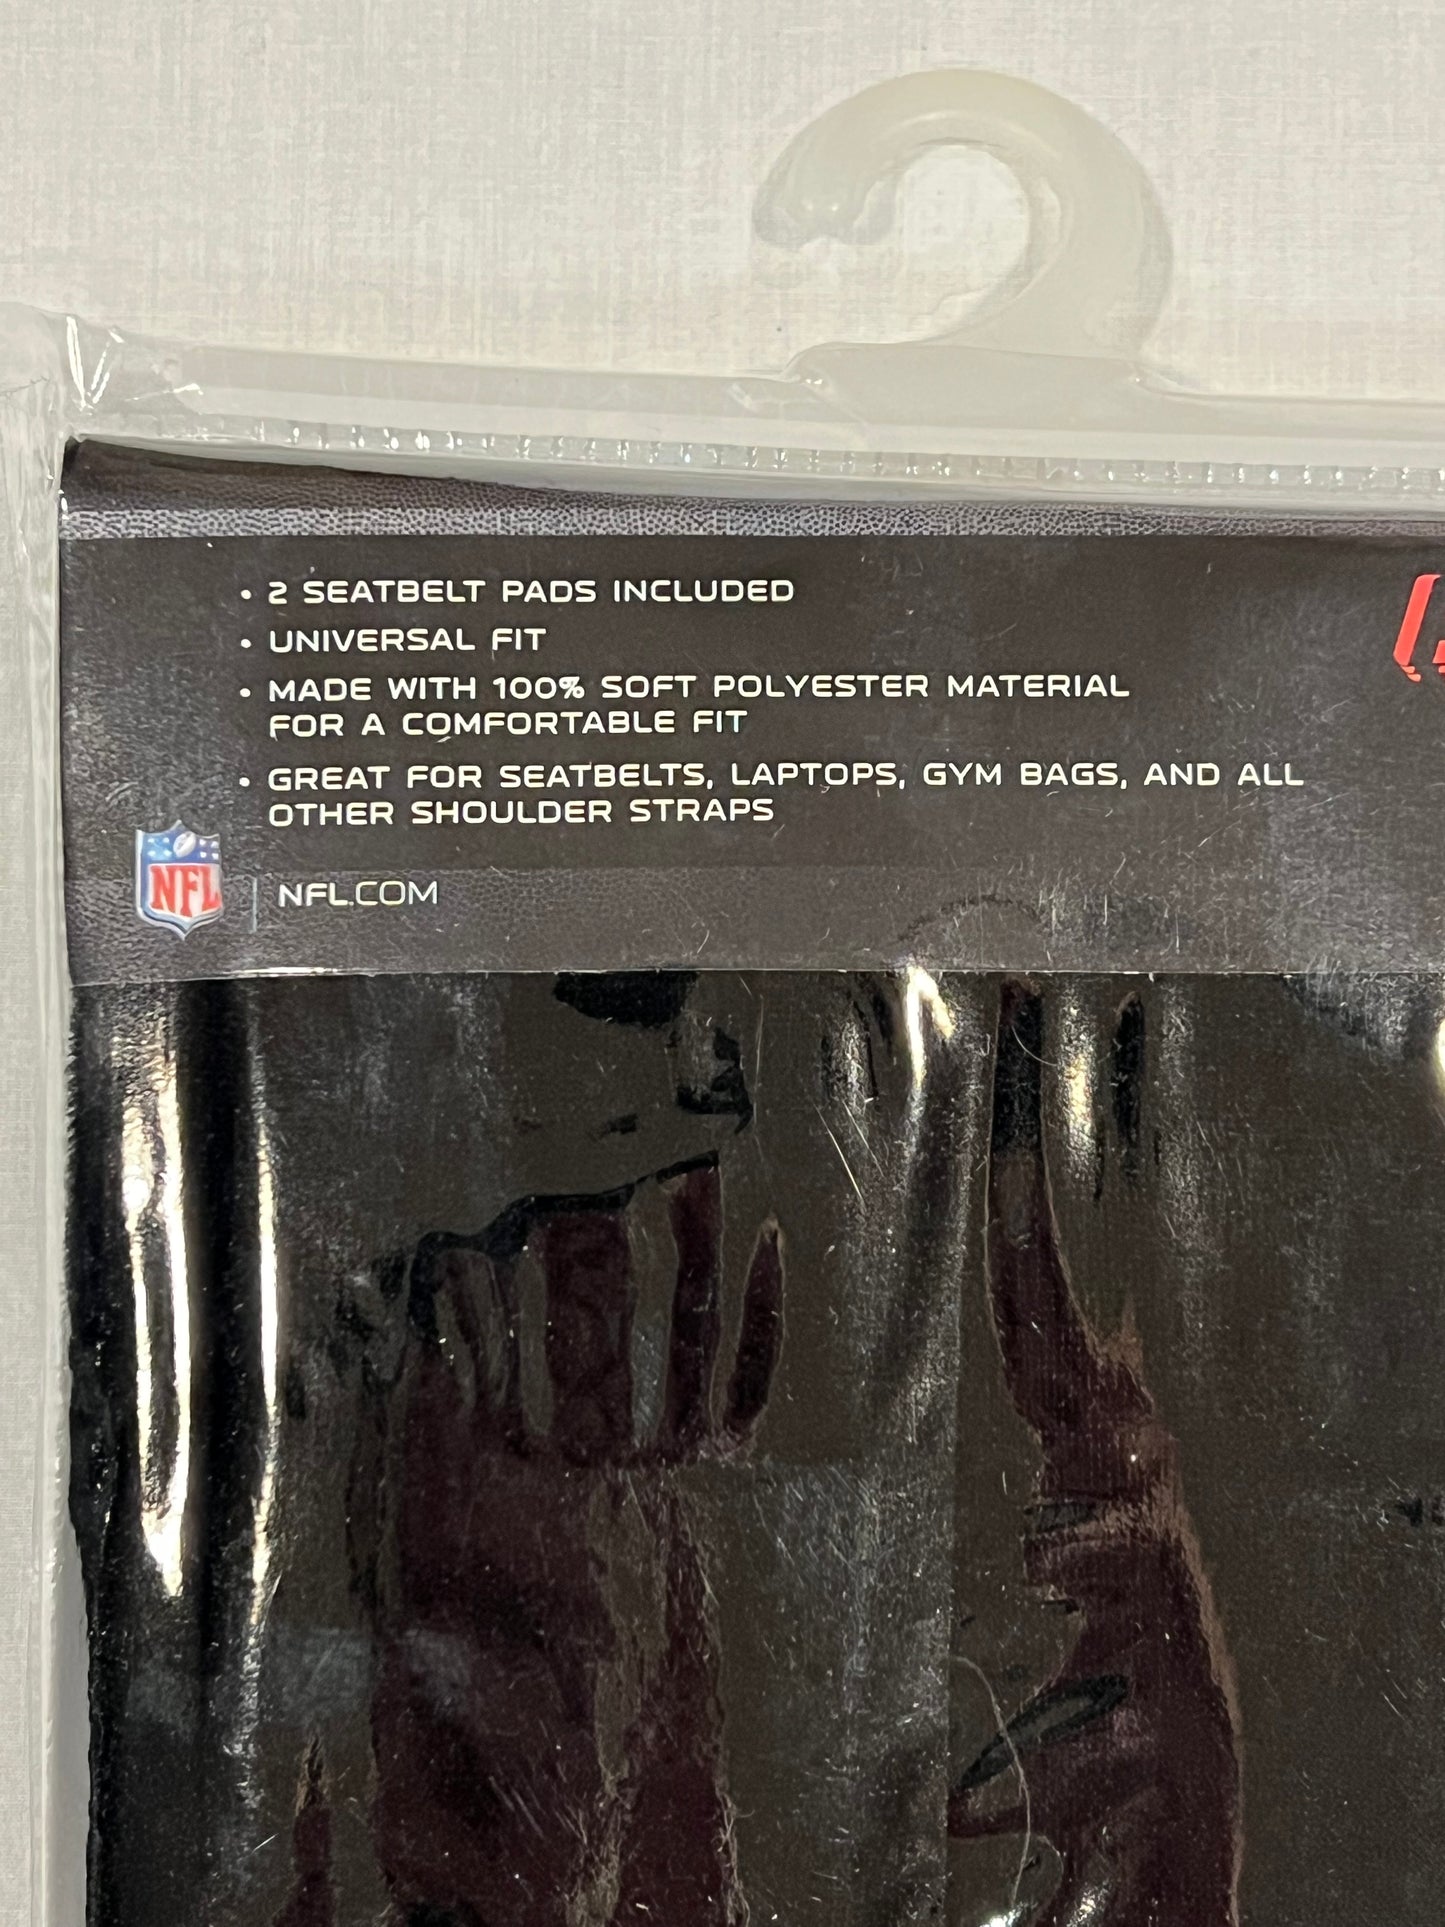 • 2 SEATBELT PADS INCLUDED
• UNIVERSAL FIT
• MADE WITH 100% SOFT POLYESTER MATERIAL
FOR A COMFORTABLE FIT
• GREAT FOR SEATBELTS, LAPTOPS, GYM BAGS, AND ALL
OTHER SHOULDER STRAPS
NFL | NFL.COM